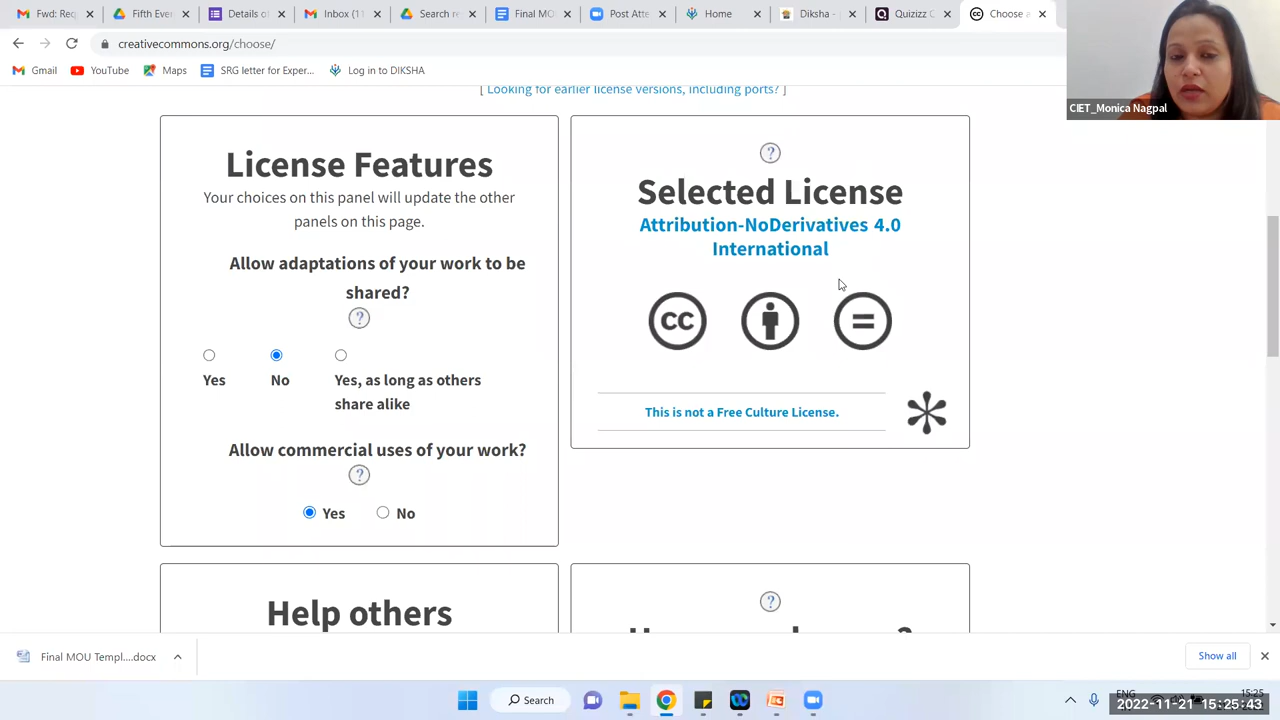 Fwd: Req
Fifth Even
Details o
Inbox (11
Search re
Final MO
Post Atte
Home
Diksha -
Quizizz C
Choose a
creativecommons.org/choose/
Gmail
YouTube
Maps
SRG letter for Exper...
Log in to DIKSHA
CIET_Monica Nagpal
[ Looking for earlier license versions, including ports? ]
License Features
Your choices on this panel will update the other
panels on this page.
Allow adaptations of your work to be
shared?
?
Yes
No
Yes, as long as others
share alike
Allow commercial uses of your work?
?
Yes
No
?
Selected License
Attribution-NoDerivatives 4.0
International
cc
=
This is not a Free Culture License.
Help others
?
Final MOU Templ....docx
Show all
Search
ENG
15:25
2022-11-21 15:25:43